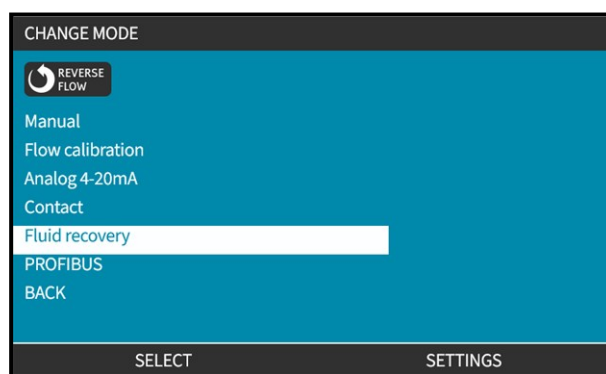 CHANGE MODE
REVERSE
FLOW
Manual
Flow calibration
Analog 4-20mA
Contact
Fluid recovery
PROFIBUS
BACK
SELECT SETTINGS